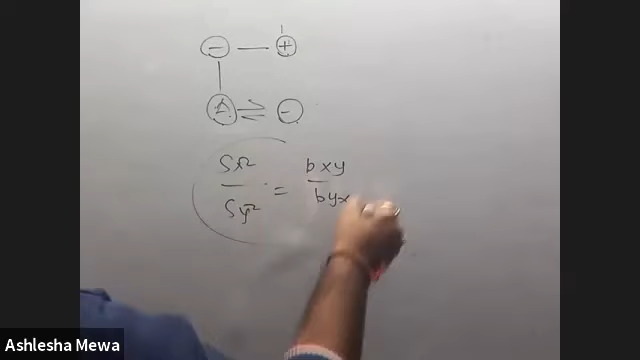 - — +
Δ ⇌ -
Sx² / Sy² = bxy / byx
Ashlesha Mewa